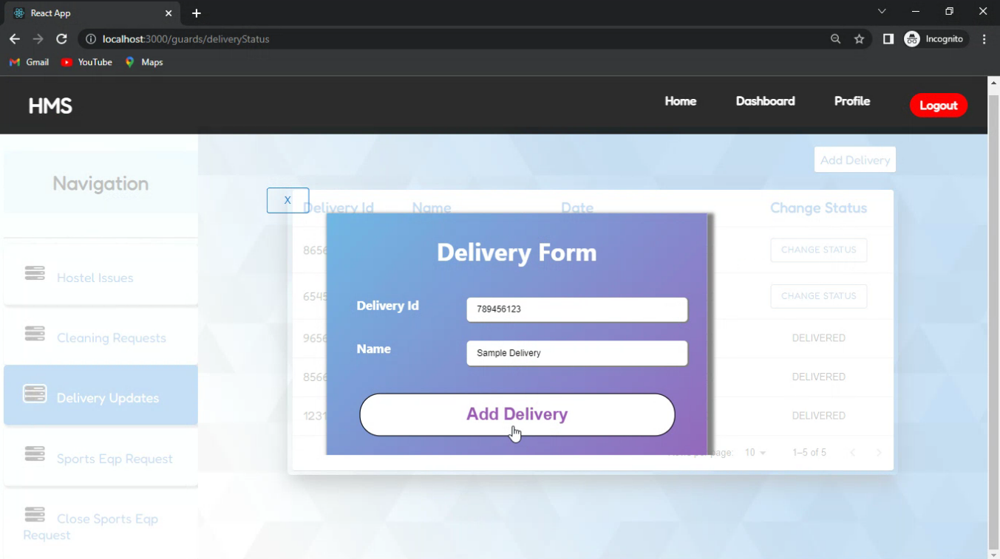 React App
localhost:3000/guards/deliveryStatus
Incognito
Gmail YouTube Maps
HMS Home Dashboard Profile Logout
Navigation
Hostel Issues
Cleaning Requests
Delivery Updates
Sports Eqp Request
Close Sports Eqp
Request
Add Delivery
X
Delivery Id Name Date Change Status
8656 CHANGE STATUS
6545 CHANGE STATUS
9656 DELIVERED
8566 DELIVERED
1231 DELIVERED
page: 10 1–5 of 5
Delivery Form
Delivery Id 789456123
Name Sample Delivery
Add Delivery